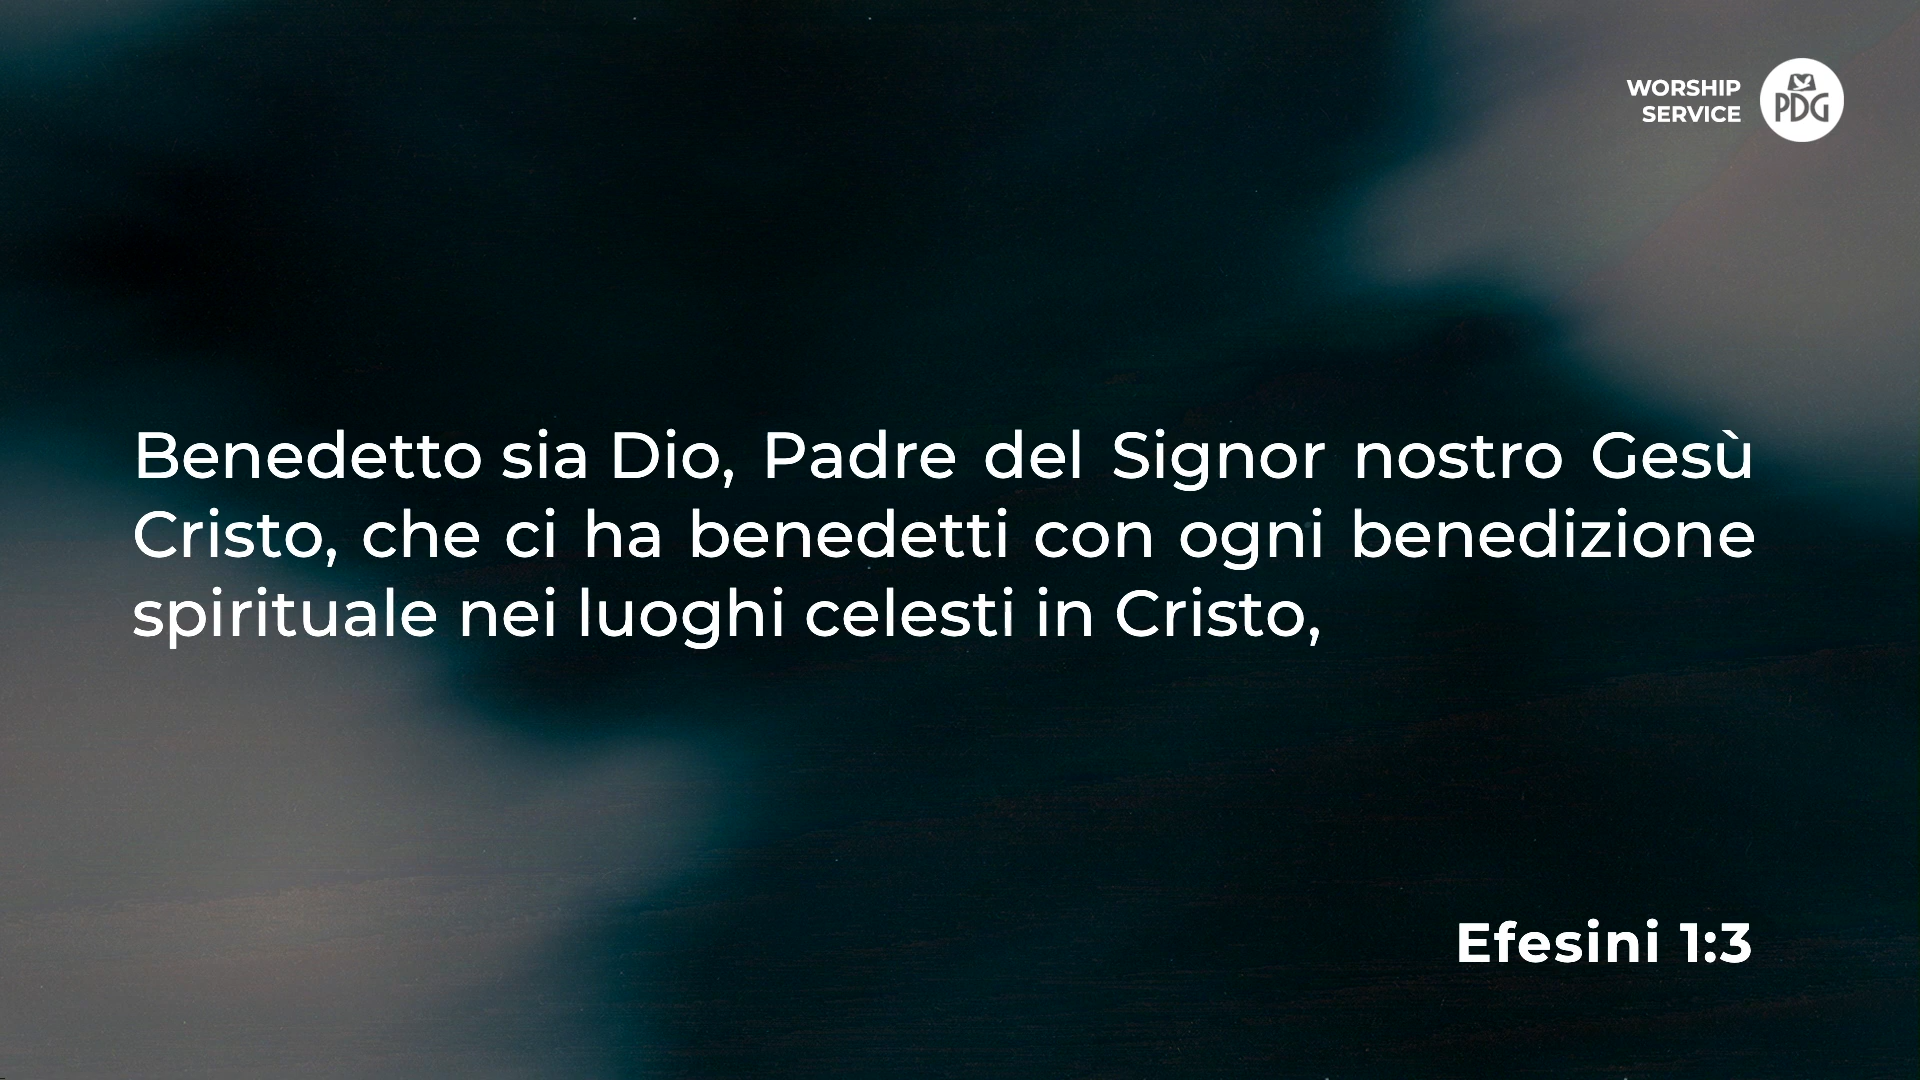 WORSHIP
SERVICE
PDG
Benedetto sia Dio, Padre del Signor nostro Gesù
Cristo, che ci ha benedetti con ogni benedizione
spirituale nei luoghi celesti in Cristo,
Efesini 1:3